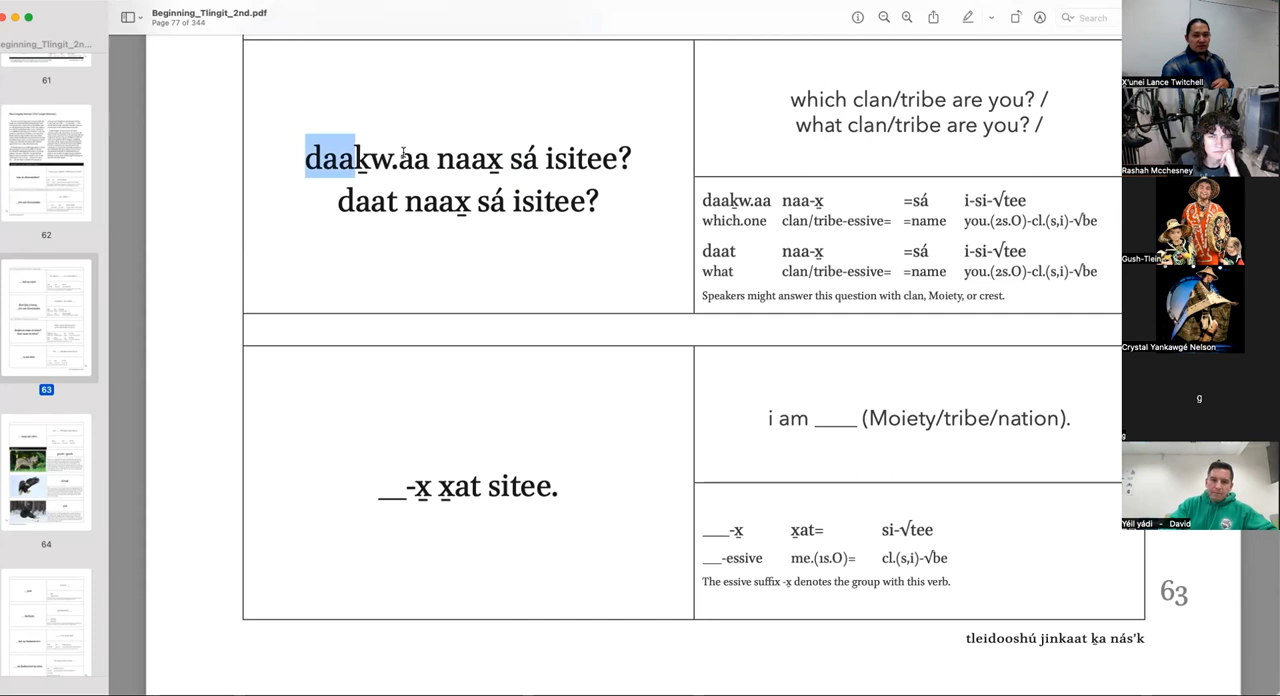 Beginning_Tlingit_2nd.pdf
Page 77 of 344
Search
eginning_Tlingit_2n...
61
62
63
64
daaḵw.aa naax̱ sá isitee?
daat naax̱ sá isitee?
which clan/tribe are you? /
what clan/tribe are you? /
daaḵw.aa naa-x̱ =sá i-si-√tee
which.one clan/tribe-essive= =name you.(2s.O)-cl.(s,i)-√be
daat naa-x̱ =sá i-si-√tee
what clan/tribe-essive= =name you.(2s.O)-cl.(s,i)-√be
Speakers might answer this question with clan, Moiety, or crest.
__-x̱ x̱at sitee.
i am ____ (Moiety/tribe/nation).
___-x̱ x̱at= si-√tee
___-essive me.(1s.O)= cl.(s,i)-√be
The essive suffix -x̱ denotes the group with this verb.
63
tleidooshú jinkaat ḵa nás'k
X̱'unei Lance Twitchell
Rashah Mcchesney
Gush-Tlein
Crystal Yankawgé Nelson
g
g
Yéil yádi - David